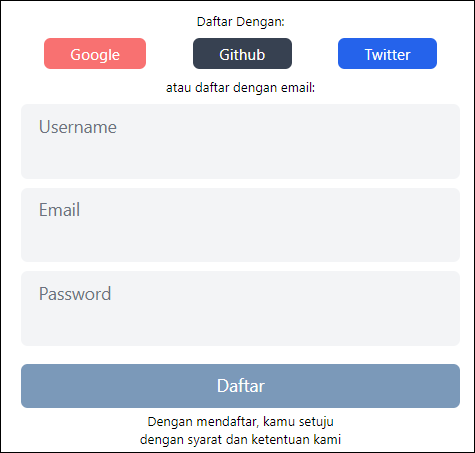 Daftar Dengan:
Google Github Twitter
atau daftar dengan email:
Username
Email
Password
Daftar
Dengan mendaftar, kamu setuju
dengan syarat dan ketentuan kami